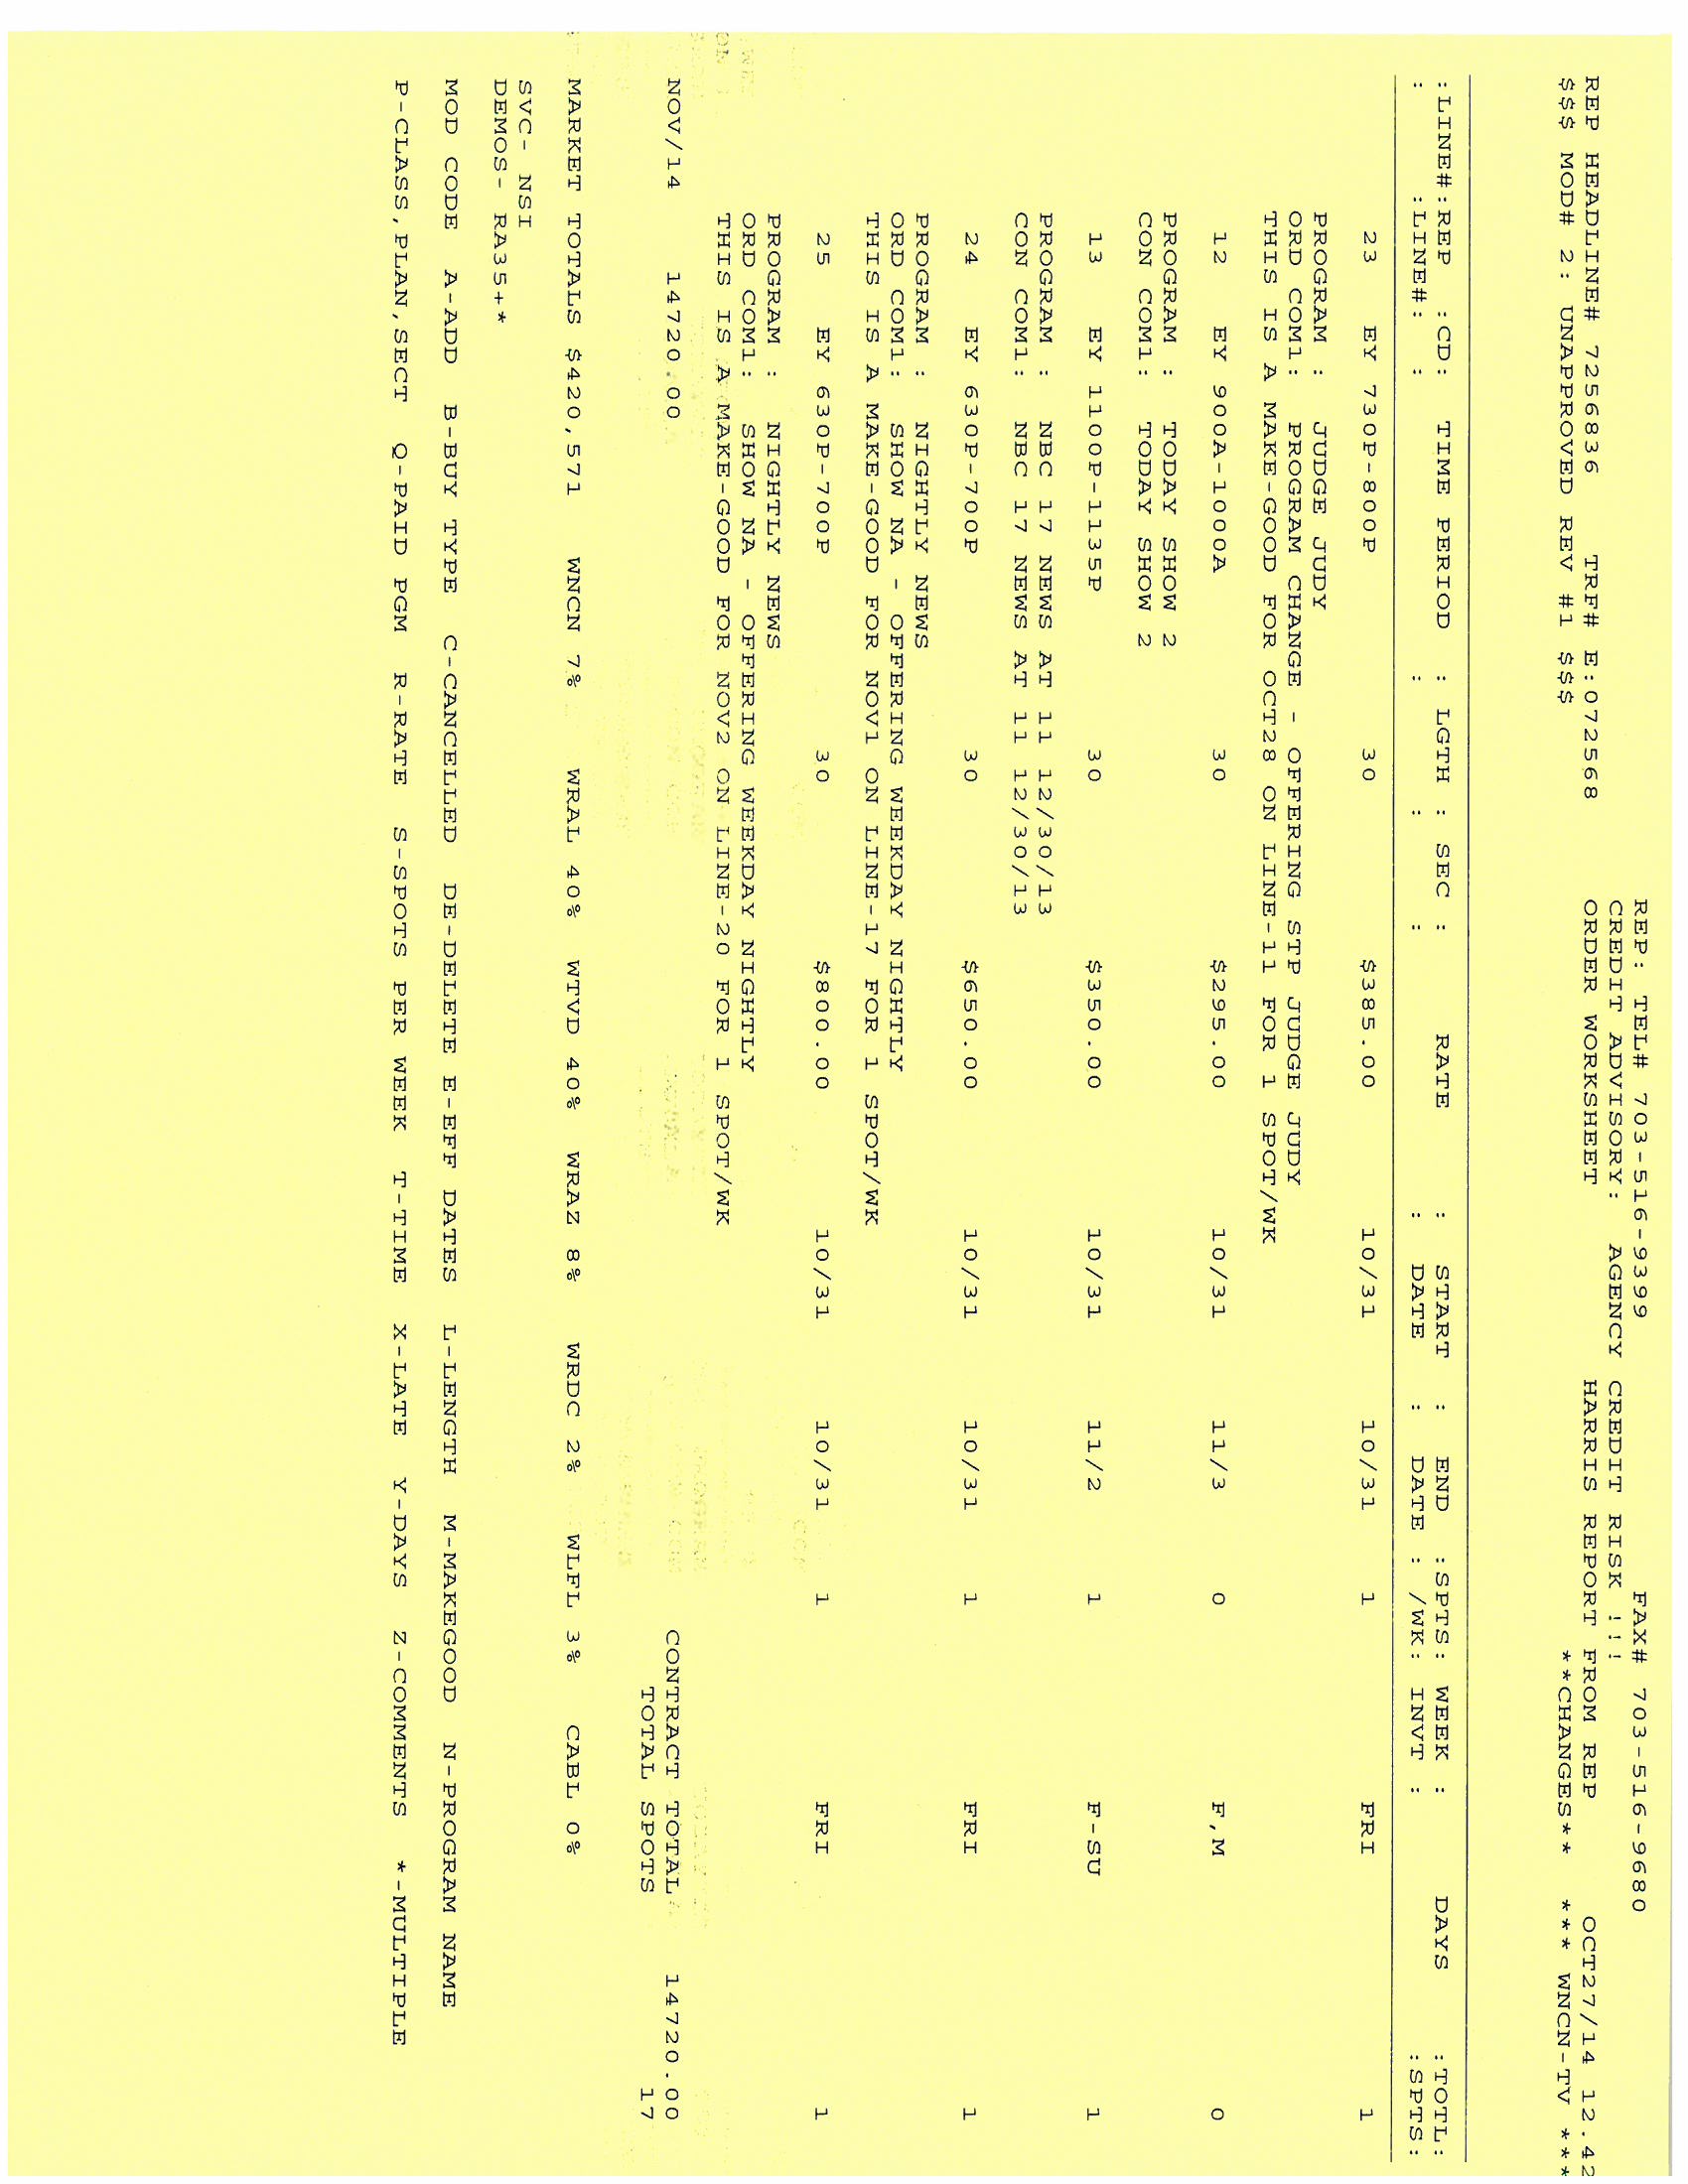 REP: TEL# 703-516-9399 FAX# 703-516-9680
CREDIT ADVISORY: AGENCY CREDIT RISK !!!
REP HEADLINE# 7256836 TRF# E:072568 ORDER WORKSHEET HARRIS REPORT FROM REP OCT27/14 12.42
$$$ MOD# 2: UNAPPROVED REV #1 $$$ **CHANGES** *** WNCN-TV ***
:LINE#:REP :CD: TIME PERIOD : LGTH : SEC : RATE : START : END :SPTS: WEEK : DAYS :TOTL:
: :LINE#: : : : : DATE : DATE : /WK: INVT : :SPTS:
23 EY 730P-800P 30 $385.00 10/31 10/31 1 FRI 1
PROGRAM : JUDGE JUDY
ORD COM1: PROGRAM CHANGE - OFFERING STP JUDGE JUDY
THIS IS A MAKE-GOOD FOR OCT28 ON LINE-11 FOR 1 SPOT/WK
12 EY 900A-1000A 30 $295.00 10/31 11/3 0 F,M 0
PROGRAM : TODAY SHOW 2
CON COM1: TODAY SHOW 2
13 EY 1100P-1135P 30 $350.00 10/31 11/2 1 F-SU 1
PROGRAM : NBC 17 NEWS AT 11 12/30/13
CON COM1: NBC 17 NEWS AT 11 12/30/13
24 EY 630P-700P 30 $650.00 10/31 10/31 1 FRI 1
PROGRAM : NIGHTLY NEWS
ORD COM1: SHOW NA - OFFERING WEEKDAY NIGHTLY
THIS IS A MAKE-GOOD FOR NOV1 ON LINE-17 FOR 1 SPOT/WK
25 EY 630P-700P 30 $800.00 10/31 10/31 1 FRI 1
PROGRAM : NIGHTLY NEWS
ORD COM1: SHOW NA - OFFERING WEEKDAY NIGHTLY
THIS IS A MAKE-GOOD FOR NOV2 ON LINE-20 FOR 1 SPOT/WK
NOV/14 14720.00 CONTRACT TOTAL 14720.00
TOTAL SPOTS 17
MARKET TOTALS $420,571 WNCN 7% WRAL 40% WTVD 40% WRAZ 8% WRDC 2% WLFL 3% CABL 0%
SVC- NSI
DEMOS- RA35+*
MOD CODE A-ADD B-BUY TYPE C-CANCELLED DE-DELETE E-EFF DATES L-LENGTH M-MAKEGOOD N-PROGRAM NAME
P-CLASS,PLAN,SECT Q-PAID PGM R-RATE S-SPOTS PER WEEK T-TIME X-LATE Y-DAYS Z-COMMENTS *-MULTIPLE